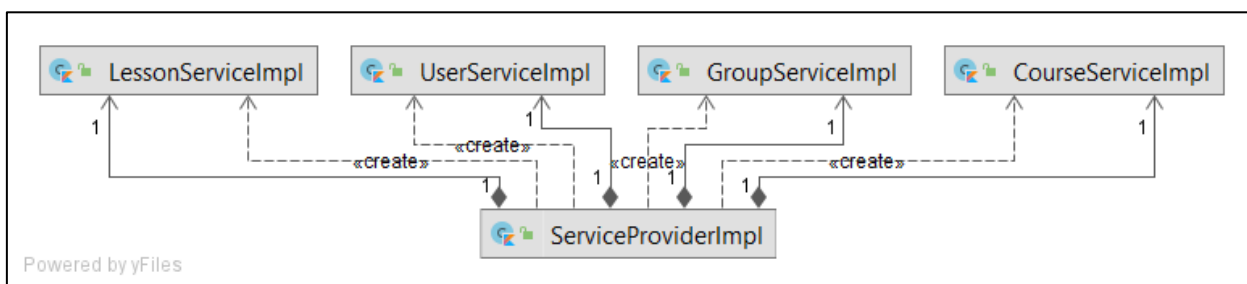 LessonServiceImpl
UserServiceImpl
GroupServiceImpl
CourseServiceImpl
1
1
1
1
«create»
«create»
«create»
«create»
1
1
1
1
ServiceProviderImpl
Powered by yFiles